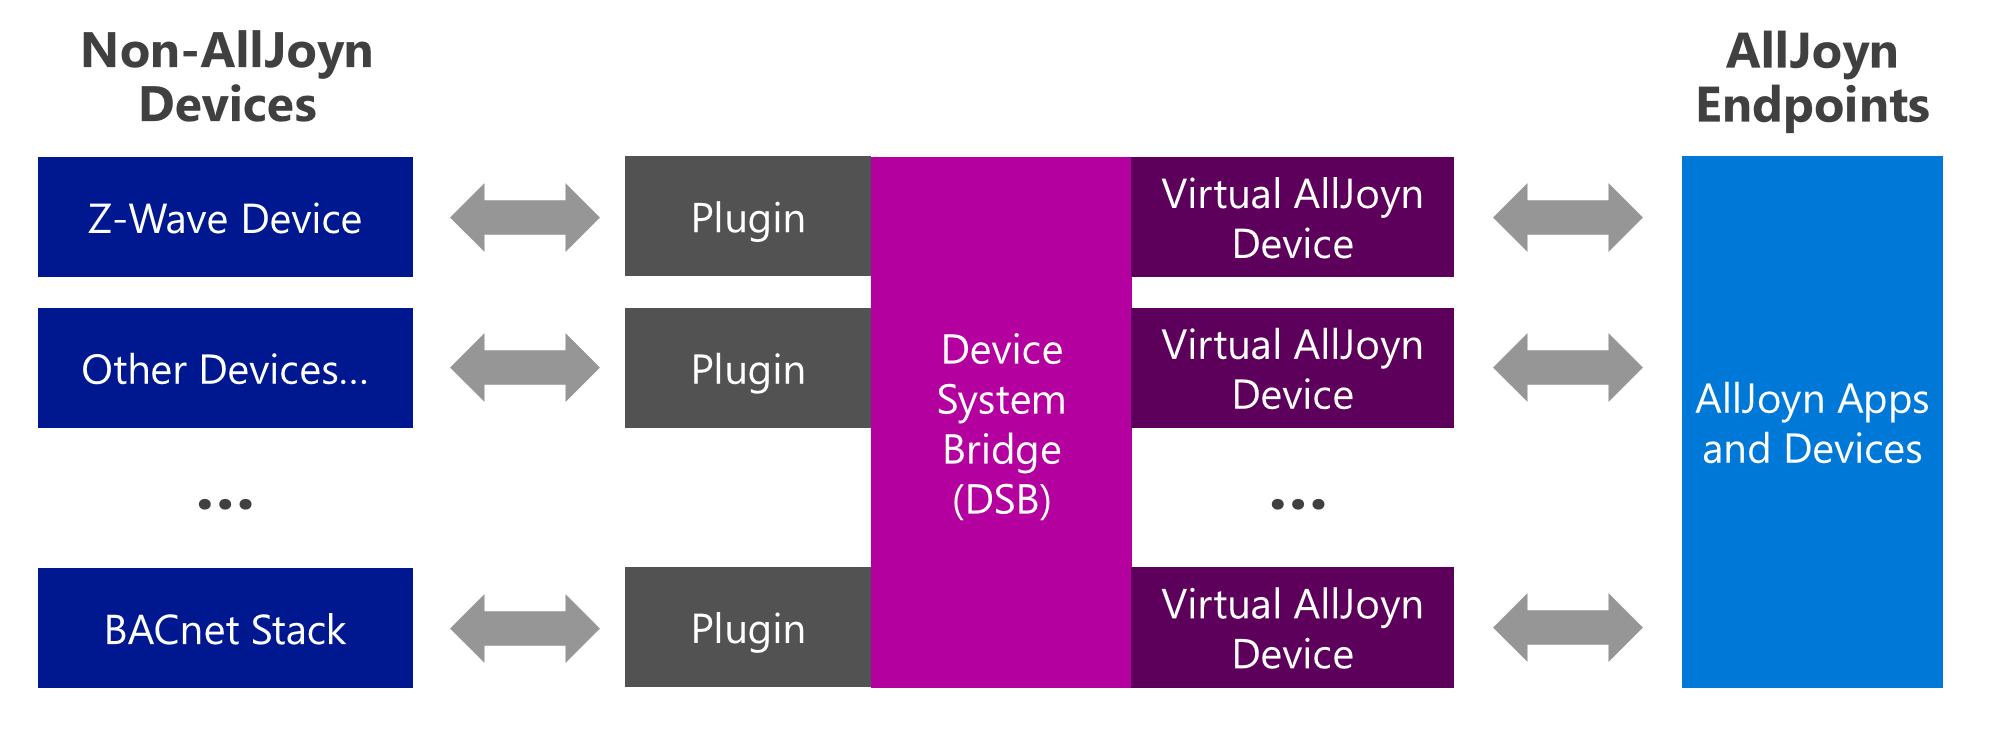 Non-AllJoyn
Devices
AllJoyn
Endpoints
Z-Wave Device
Plugin
Virtual AllJoyn
Device
Other Devices...
Plugin
Virtual AllJoyn
Device
Device
System
Bridge
(DSB)
AllJoyn Apps
and Devices
...
...
BACnet Stack
Plugin
Virtual AllJoyn
Device